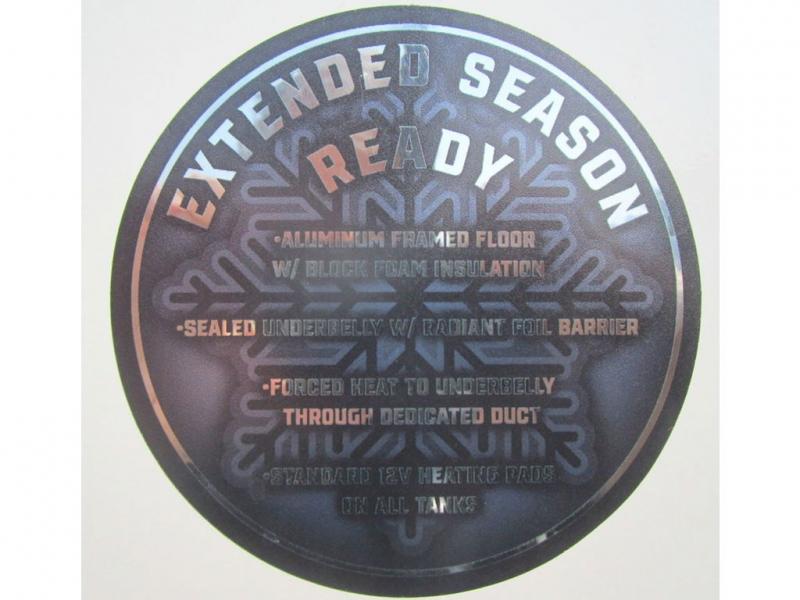 EXTENDED SEASON
READY
•ALUMINUM FRAMED FLOOR
W/ BLOCK FOAM INSULATION
•SEALED UNDERBELLY W/ RADIANT FOIL BARRIER
•FORCED HEAT TO UNDERBELLY
THROUGH DEDICATED DUCT
•STANDARD 12V HEATING PADS
ON ALL TANKS